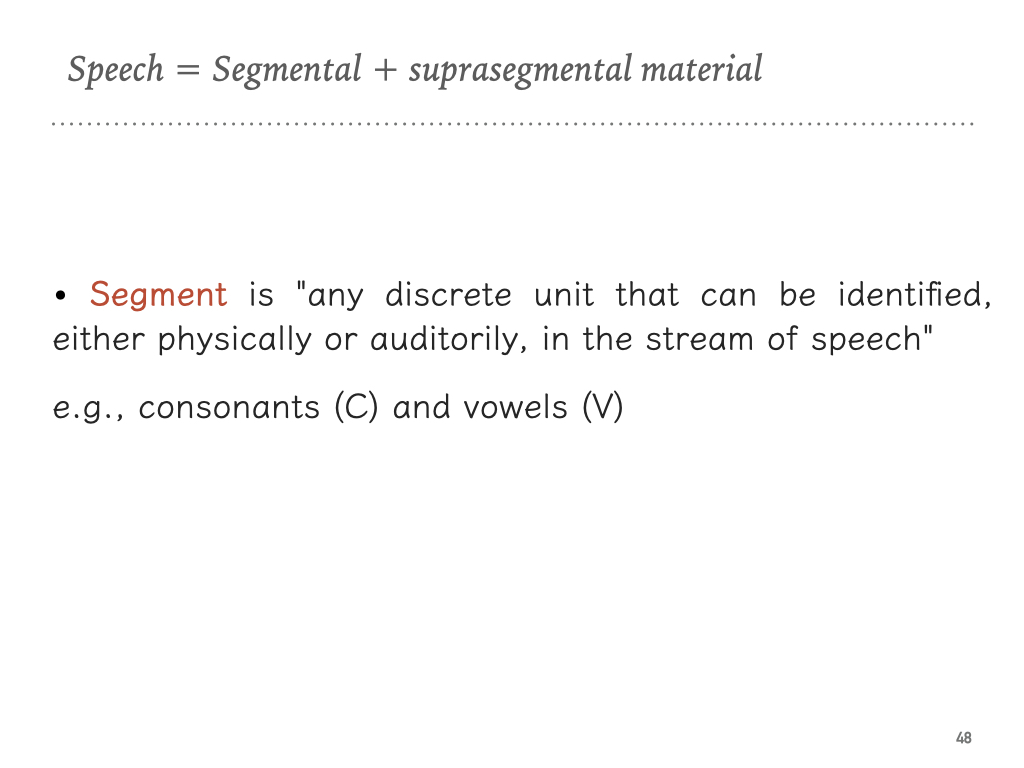 Speech = Segmental + suprasegmental material
• Segment is "any discrete unit that can be identified,
either physically or auditorily, in the stream of speech"
e.g., consonants (C) and vowels (V)
48